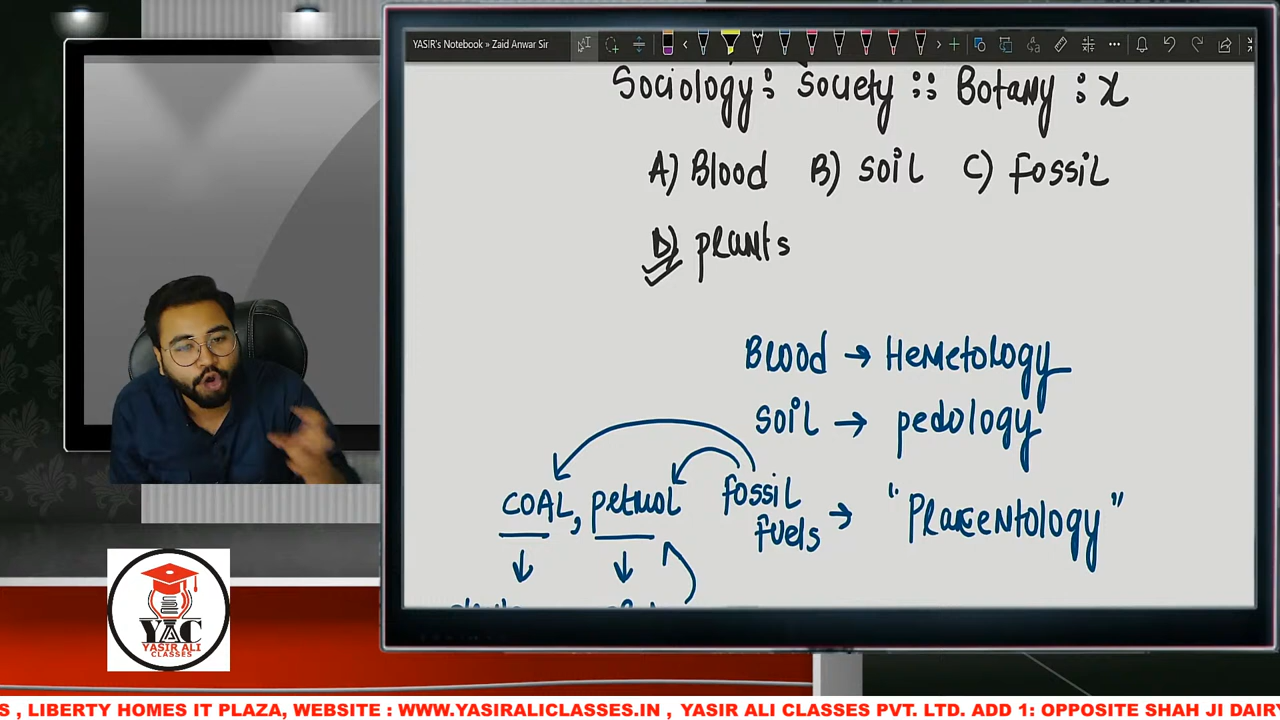 YASIR's Notebook » Zaid Anwar Sir
Sociology : Society :: Botany : x
A) Blood B) Soil C) Fossil
D) plants
Blood → Hemetology
Soil → pedology
COAL, petrol fossil fuels → "Placentology"
YAC
YASIR ALI
CLASSES
S , LIBERTY HOMES IT PLAZA, WEBSITE : WWW.YASIRALICLASSES.IN , YASIR ALI CLASSES PVT. LTD. ADD 1: OPPOSITE SHAH JI DAIRY